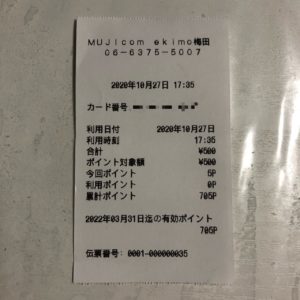 MUJIcom ekimo梅田
06-6375-5007
2020年10月27日 17:35
カード番号
利用日付 2020年10月27日
利用時刻 17:35
合計 ¥500
ポイント対象額 ¥500
今回ポイント 5P
利用ポイント 0P
累計ポイント 705P
2022年03月31日迄の有効ポイント
705P
伝票番号: 0001-000000035